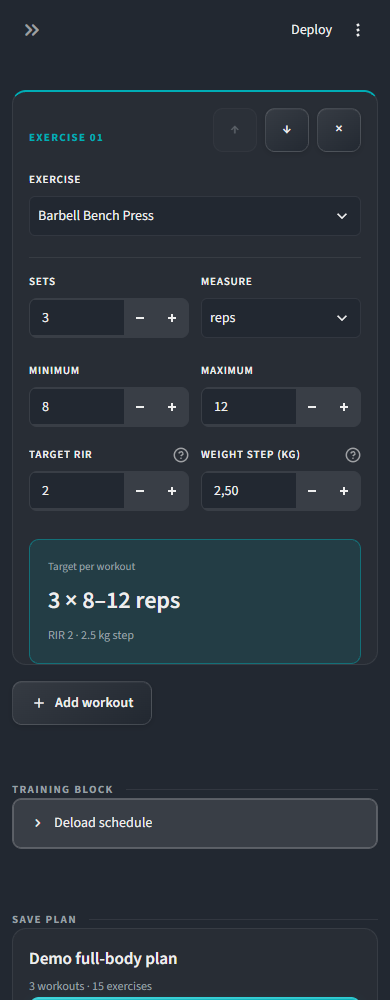 Deploy
EXERCISE 01
EXERCISE
Barbell Bench Press
SETS
MEASURE
3
reps
MINIMUM
MAXIMUM
8
12
TARGET RIR
WEIGHT STEP (KG)
2
2,50
Target per workout
3 × 8–12 reps
RIR 2 · 2.5 kg step
Add workout
TRAINING BLOCK
Deload schedule
SAVE PLAN
Demo full-body plan
3 workouts · 15 exercises